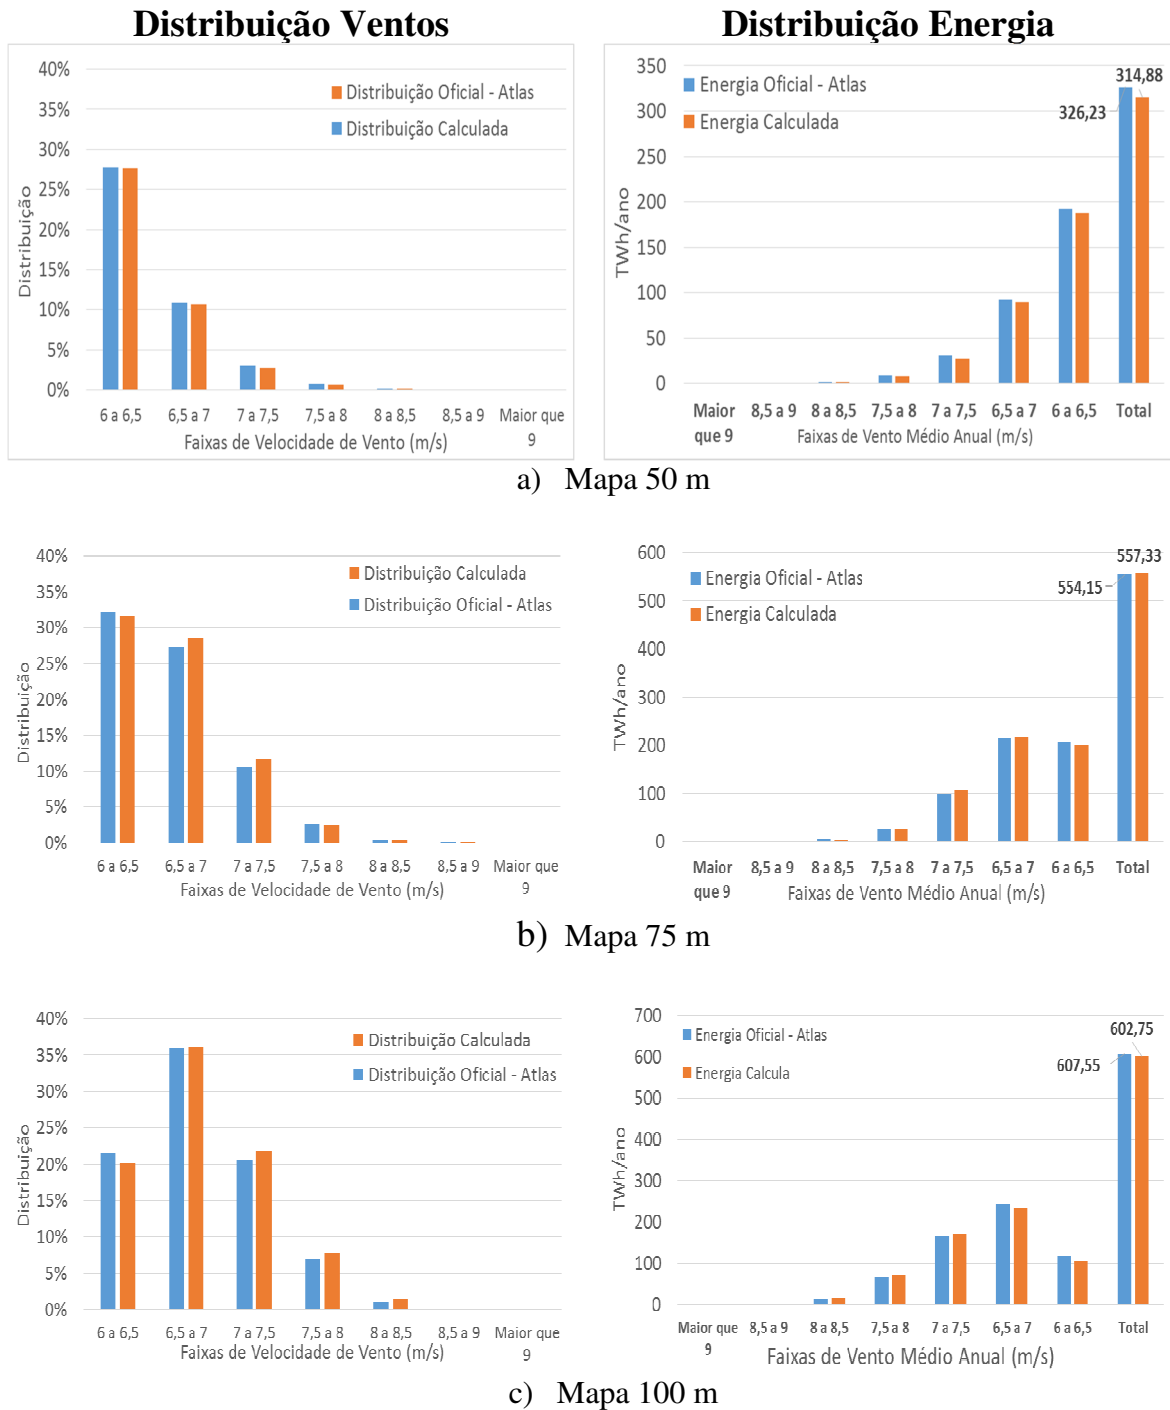 Distribuição Ventos
Distribuição Energia
40%
35%
30%
25%
20%
15%
10%
5%
0%
Distribuição
Distribuição Oficial - Atlas
Distribuição Calculada
6 a 6,5 6,5 a 7 7 a 7,5 7,5 a 8 8 a 8,5 8,5 a 9 Maior que
9
Faixas de Velocidade de Vento (m/s)
350
300
250
200
150
100
50
0
TWh/ano
Energia Oficial - Atlas
Energia Calculada
314,88
326,23
Maior 8,5 a 9 8 a 8,5 7,5 a 8 7 a 7,5 6,5 a 7 6 a 6,5 Total
que 9
Faixas de Vento Médio Anual (m/s)
a) Mapa 50 m
40%
35%
30%
25%
20%
15%
10%
5%
0%
Distribuição
Distribuição Calculada
Distribuição Oficial - Atlas
6 a 6,5 6,5 a 7 7 a 7,5 7,5 a 8 8 a 8,5 8,5 a 9 Maior que
9
Faixas de Velocidade de Vento (m/s)
600
500
400
300
200
100
0
TWh/ano
Energia Oficial - Atlas
Energia Calculada
557,33
554,15
Maior 8,5 a 9 8 a 8,5 7,5 a 8 7 a 7,5 6,5 a 7 6 a 6,5 Total
que 9
Faixas de Vento Médio Anual (m/s)
b) Mapa 75 m
40%
35%
30%
25%
20%
15%
10%
5%
0%
Distribuição
Distribuição Calculada
Distribuição Oficial - Atlas
6 a 6,5 6,5 a 7 7 a 7,5 7,5 a 8 8 a 8,5 8,5 a 9 Maior que
9
Faixas de Velocidade de Vento (m/s)
700
600
500
400
300
200
100
0
TWh/ano
Energia Oficial - Atlas
Energia Calcula
602,75
607,55
Maior que 8,5 a 9 8 a 8,5 7,5 a 8 7 a 7,5 6,5 a 7 6 a 6,5 Total
9
Faixas de Vento Médio Anual (m/s)
c) Mapa 100 m